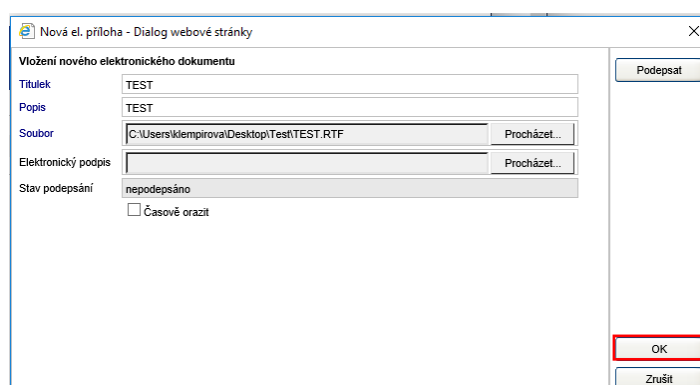 Nová el. příloha - Dialog webové stránky
Vložení nového elektronického dokumentu
Podepsat
Titulek TEST
Popis TEST
Soubor C:\Users\klempirova\Desktop\Test\TEST.RTF Procházet...
Elektronický podpis Procházet...
Stav podepsání nepodepsáno
Časově orazit
OK
Zrušit